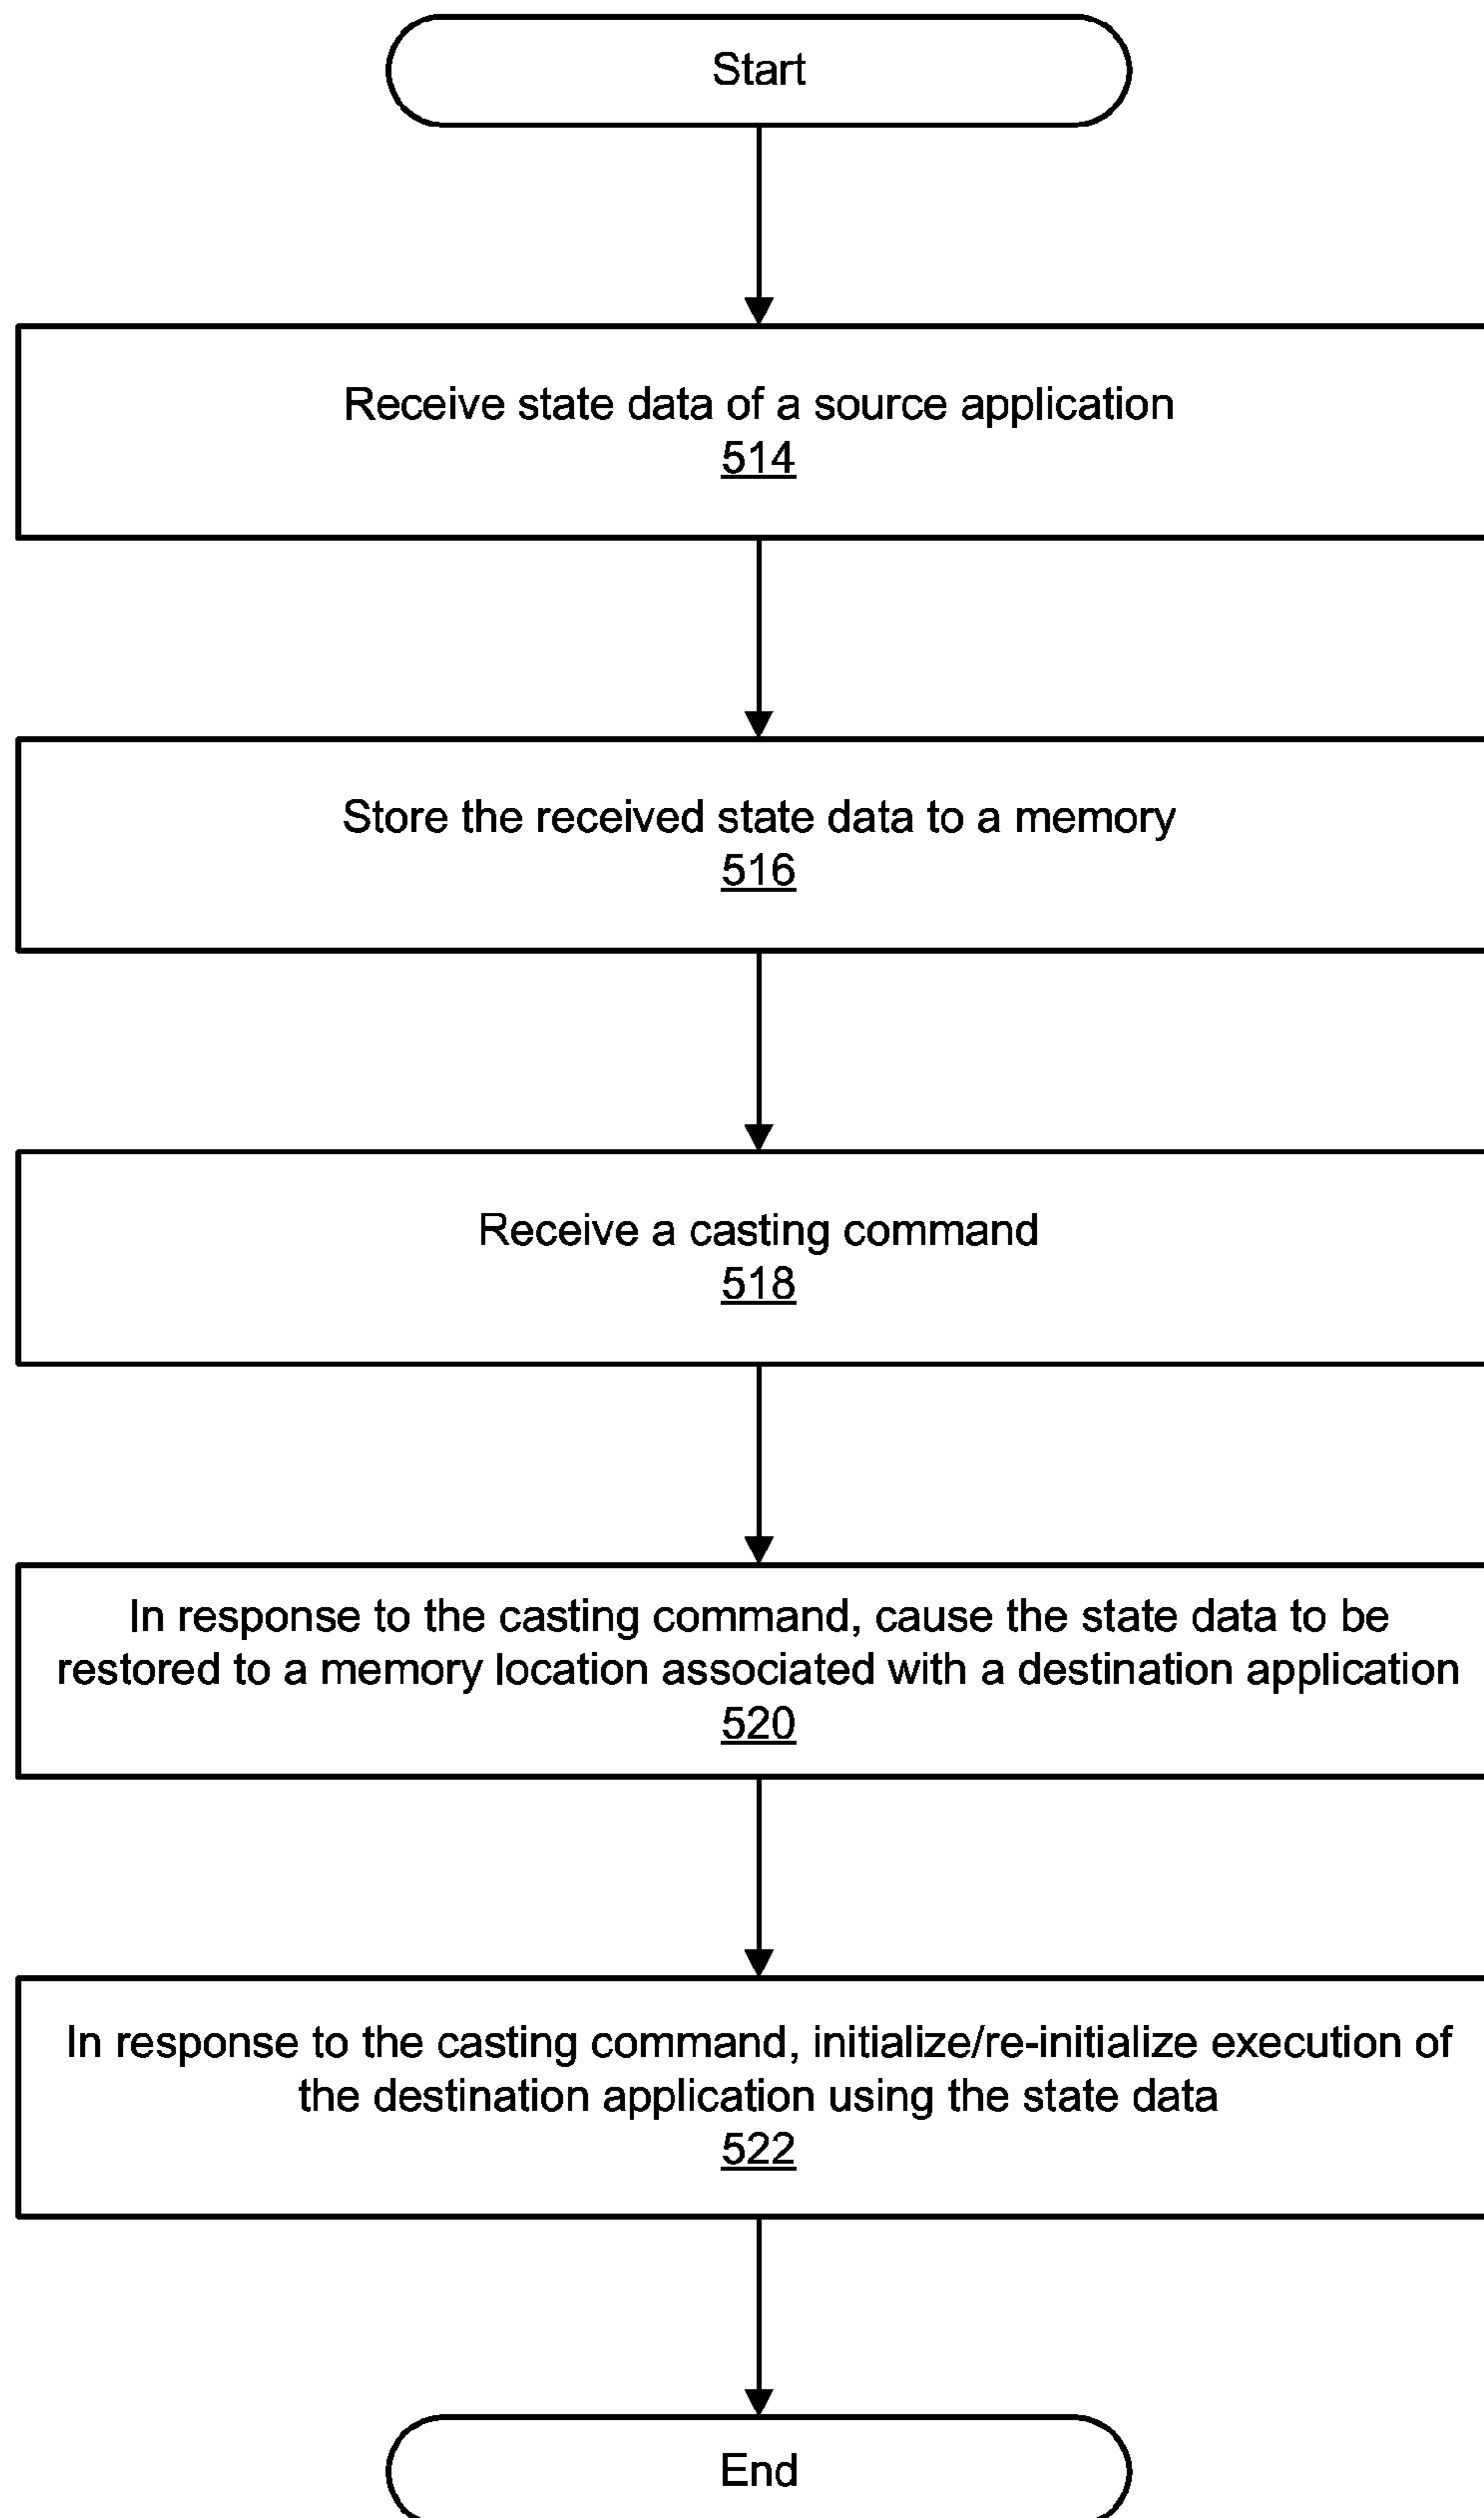 Start
Receive state data of a source application
514
Store the received state data to a memory
516
Receive a casting command
518
In response to the casting command, cause the state data to be
restored to a memory location associated with a destination application
520
In response to the casting command, initialize/re-initialize execution of
the destination application using the state data
522
End